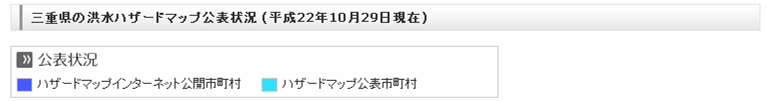 三重県の洪水ハザードマップ公表状況 (平成22年10月29日現在)
公表状況
ハザードマップインターネット公開市町村 ハザードマップ公表市町村